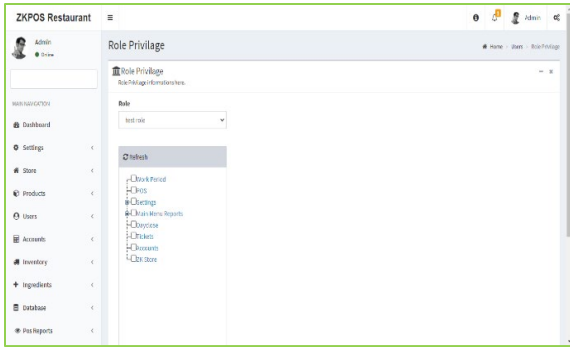 ZKPOS Restaurant
Admin
Admin
Online
Role Privilage
Home
Users
Role Privilage
Role Privilage
Role Privilage informations here.
MAIN NAVIGATION
Role
test role
Dashboard
Settings
Store
Products
Users
Accounts
Inventory
Ingredients
Database
Pos Reports
Refresh
Work Period
POS
Settings
Main Menu Reports
Dayclose
Tickets
Accounts
ZK Store